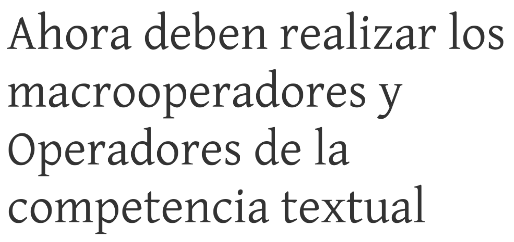 Ahora deben realizar los
macrooperadores y
Operadores de la
competencia textual